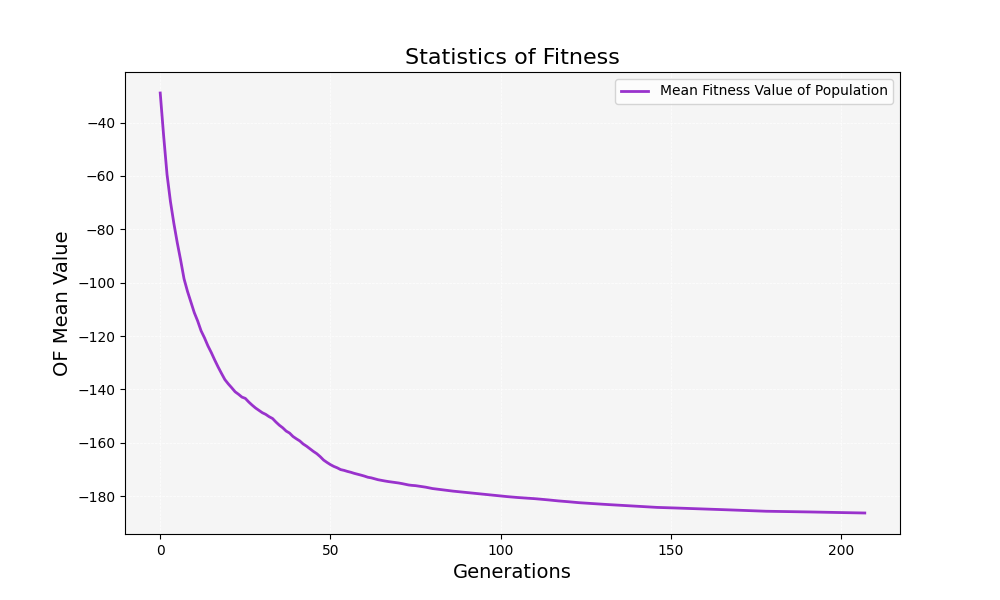 Statistics of Fitness
Mean Fitness Value of Population
OF Mean Value
−40
−60
−80
−100
−120
−140
−160
−180
0 50 100 150 200
Generations